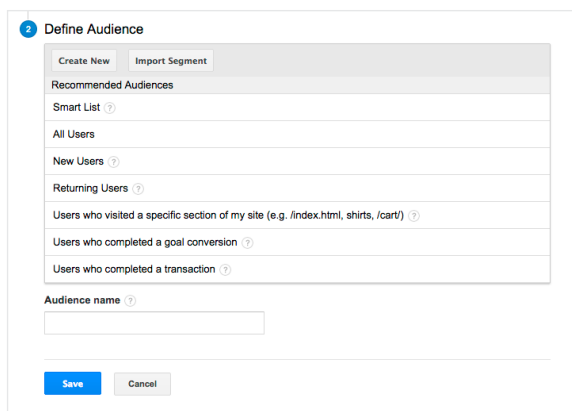 2 Define Audience
Create New Import Segment
Recommended Audiences
Smart List ?
All Users
New Users ?
Returning Users ?
Users who visited a specific section of my site (e.g. /index.html, shirts, /cart/) ?
Users who completed a goal conversion ?
Users who completed a transaction ?
Audience name ?
Save Cancel